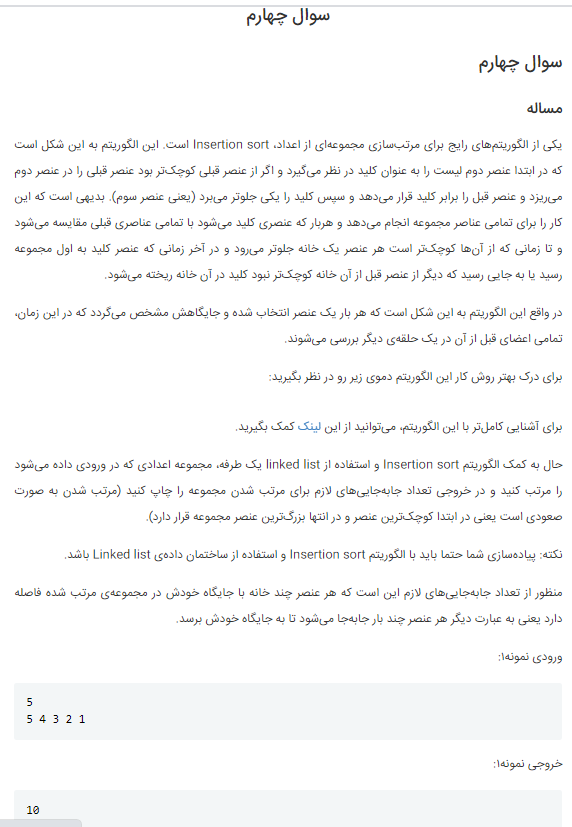 سوال چهارم
سوال چهارم
مساله
یکی از الگوریتم‌های رایج برای مرتب‌سازی مجموعه‌ای از اعداد، Insertion sort است. این الگوریتم به این شکل است
که در ابتدا عنصر دوم لیست را به عنوان کلید در نظر می‌گیرد و اگر از عنصر قبلی کوچک‌تر بود عنصر قبلی را در عنصر دوم
می‌ریزد و عنصر قبل را برابر کلید قرار می‌دهد و سپس کلید را یکی جلوتر می‌برد (یعنی عنصر سوم). بدیهی است که این
کار را برای تمامی عناصر مجموعه انجام می‌دهد و هربار که عنصری کلید می‌شود با تمامی عناصری قبلی مقایسه می‌شود
و تا زمانی که از آن‌ها کوچک‌تر است هر عنصر یک خانه جلوتر می‌رود و در آخر زمانی که عنصر کلید به اول مجموعه
رسید یا به جایی رسید که دیگر از عنصر قبل از آن خانه کوچک‌تر نبود کلید در آن خانه ریخته می‌شود.
در واقع این الگوریتم به این شکل است که هر بار یک عنصر انتخاب شده و جایگاهش مشخص می‌گردد که در این زمان،
تمامی اعضای قبل از آن در یک حلقه‌ی دیگر بررسی می‌شوند.
برای درک بهتر روش کار این الگوریتم دموی زیر رو در نظر بگیرید:
برای آشنایی کامل‌تر با این الگوریتم، می‌توانید از این لینک کمک بگیرید.
حال به کمک الگوریتم Insertion sort و استفاده از linked list یک طرفه، مجموعه اعدادی که در ورودی داده می‌شود
را مرتب کنید و در خروجی تعداد جابه‌جایی‌های لازم برای مرتب شدن مجموعه را چاپ کنید (مرتب شدن به صورت
صعودی است یعنی در ابتدا کوچک‌ترین عنصر و در انتها بزرگ‌ترین عنصر مجموعه قرار دارد).
نکته: پیاده‌سازی شما حتما باید با الگوریتم Insertion sort و استفاده از ساختمان داده‌ی Linked list باشد.
منظور از تعداد جابه‌جایی‌های لازم این است که هر عنصر چند خانه با جایگاه خودش در مجموعه‌ی مرتب شده فاصله
دارد یعنی به عبارت دیگر هر عنصر چند بار جابه‌جا می‌شود تا به جایگاه خودش برسد.
ورودی نمونه۱:
5
5 4 3 2 1
خروجی نمونه۱:
10